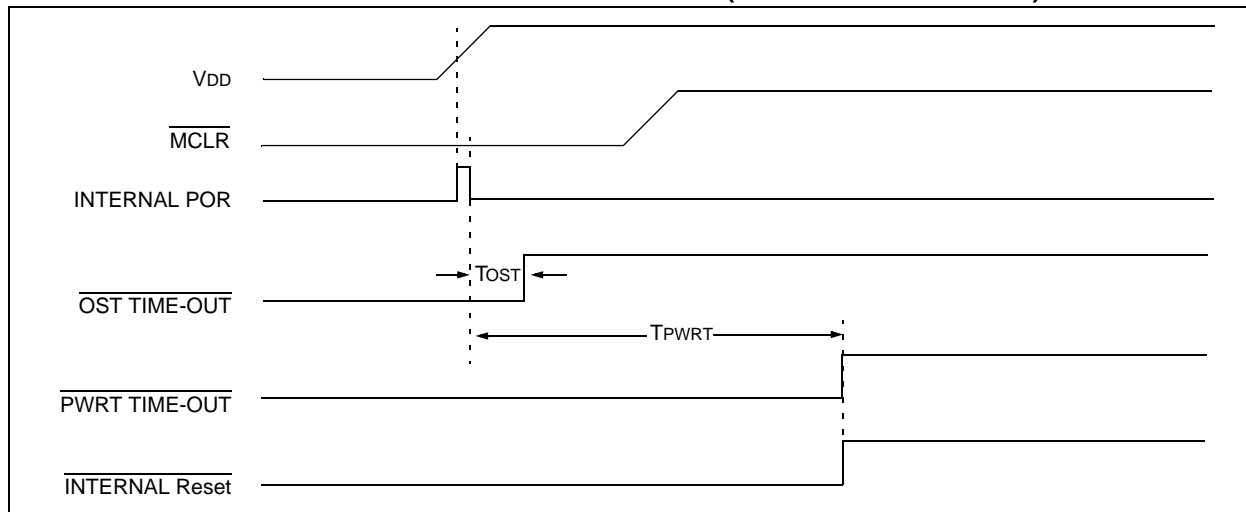 VDD
MCLR
INTERNAL POR
TOST
OST TIME-OUT
TPWRT
PWRT TIME-OUT
INTERNAL Reset